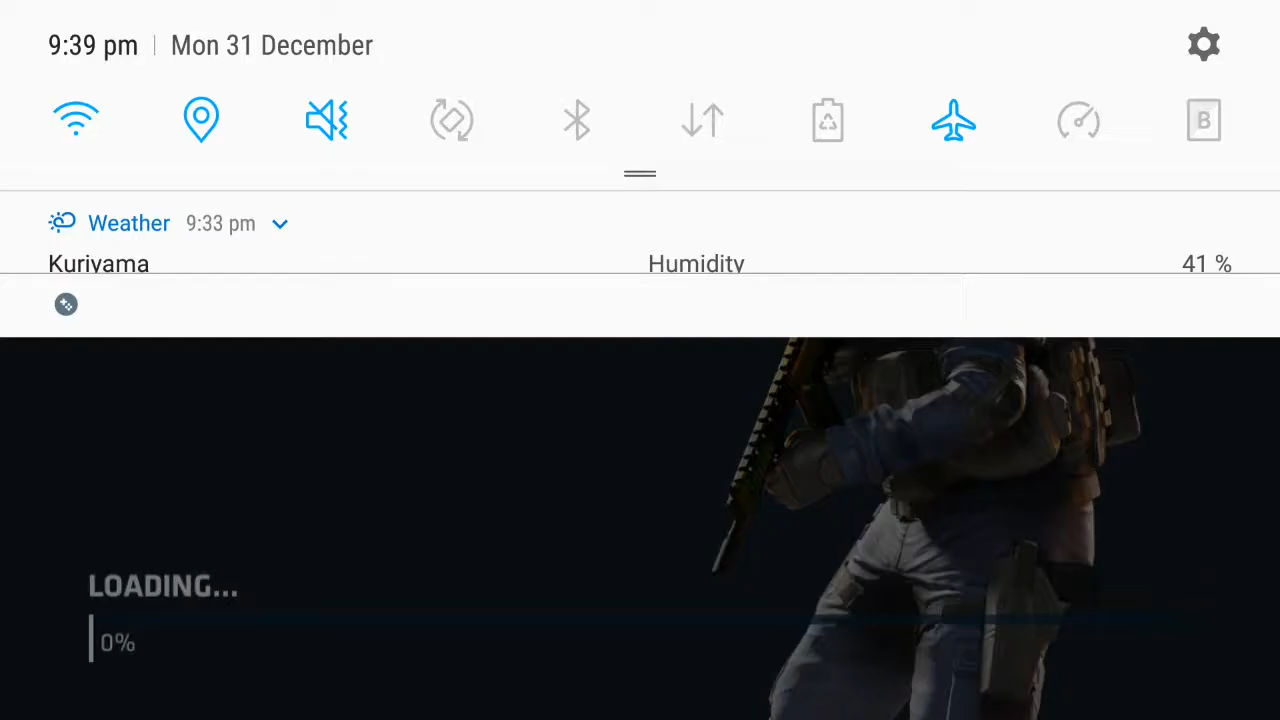 9:39 pm | Mon 31 December
B
Weather 9:33 pm
Kuriyama Humidity 41 %
LOADING...
0%